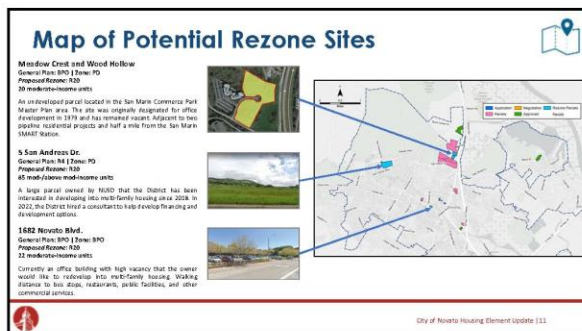 Map of Potential Rezone Sites
Meadow Crest and Wood Hollow
General Plan: BPO | Zone: PD
Proposed Rezone: R20
20 moderate-income units
An undeveloped parcel located in the San Marin Commerce Park
Master Plan area. The site was originally designated for office
development in 1979 and has remained vacant. Adjacent to two
pipeline residential projects and half a mile from the San Marin
SMART Station.
5 San Andreas Dr.
General Plan: R4 | Zone: PD
Proposed Rezone: R20
65 mod-/above mod-income units
A large parcel owned by NUSD that the District has been
interested in developing into multi-family housing since 2018. In
2022, the District hired a consultant to help develop financing and
development options.
1682 Novato Blvd.
General Plan: BPO | Zone: BPO
Proposed Rezone: R20
22 moderate-income units
Currently an office building with high vacancy that the owner
would like to redevelop into multi-family housing. Walking
distance to bus stops, restaurants, public facilities, and other
commercial services.
City of Novato Housing Element Update | 11